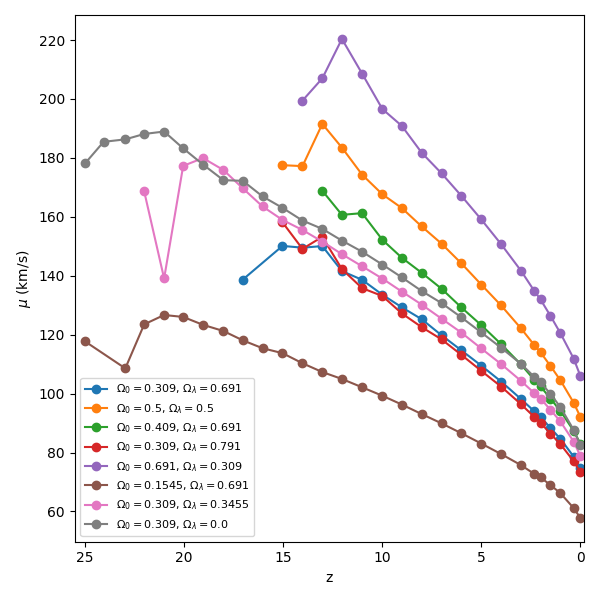 μ (km/s)
220
200
180
160
140
120
100
80
60
Ω₀ = 0.309, Ωλ = 0.691
Ω₀ = 0.5, Ωλ = 0.5
Ω₀ = 0.409, Ωλ = 0.691
Ω₀ = 0.309, Ωλ = 0.791
Ω₀ = 0.691, Ωλ = 0.309
Ω₀ = 0.1545, Ωλ = 0.691
Ω₀ = 0.309, Ωλ = 0.3455
Ω₀ = 0.309, Ωλ = 0.0
25 20 15 10 5 0
z